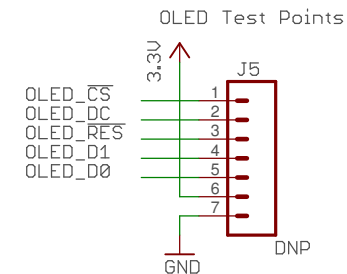 OLED Test Points
3.3V
J5
OLED_CS 1
OLED_DC 2
OLED_RES 3
OLED_D1 4
OLED_D0 5
6
7
DNP
GND